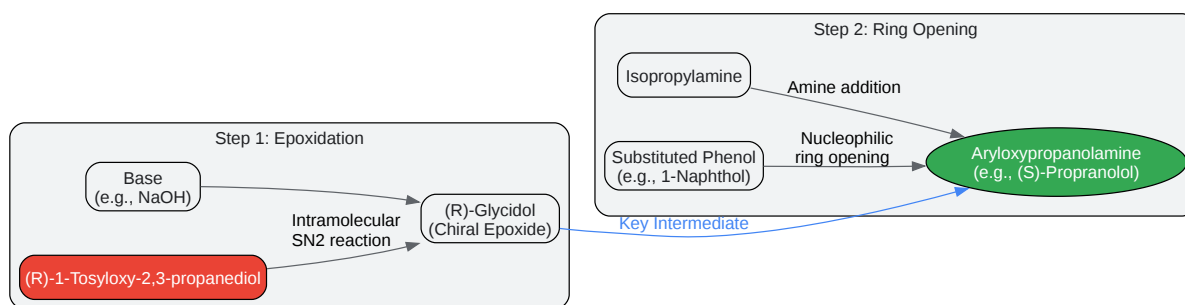 Step 1: Epoxidation
Base
(e.g., NaOH)
Intramolecular
SN2 reaction
(R)-1-Tosyloxy-2,3-propanediol
(R)-Glycidol
(Chiral Epoxide)
Key Intermediate
Step 2: Ring Opening
Isopropylamine
Amine addition
Substituted Phenol
(e.g., 1-Naphthol)
Nucleophilic
ring opening
Aryloxypropanolamine
(e.g., (S)-Propranolol)